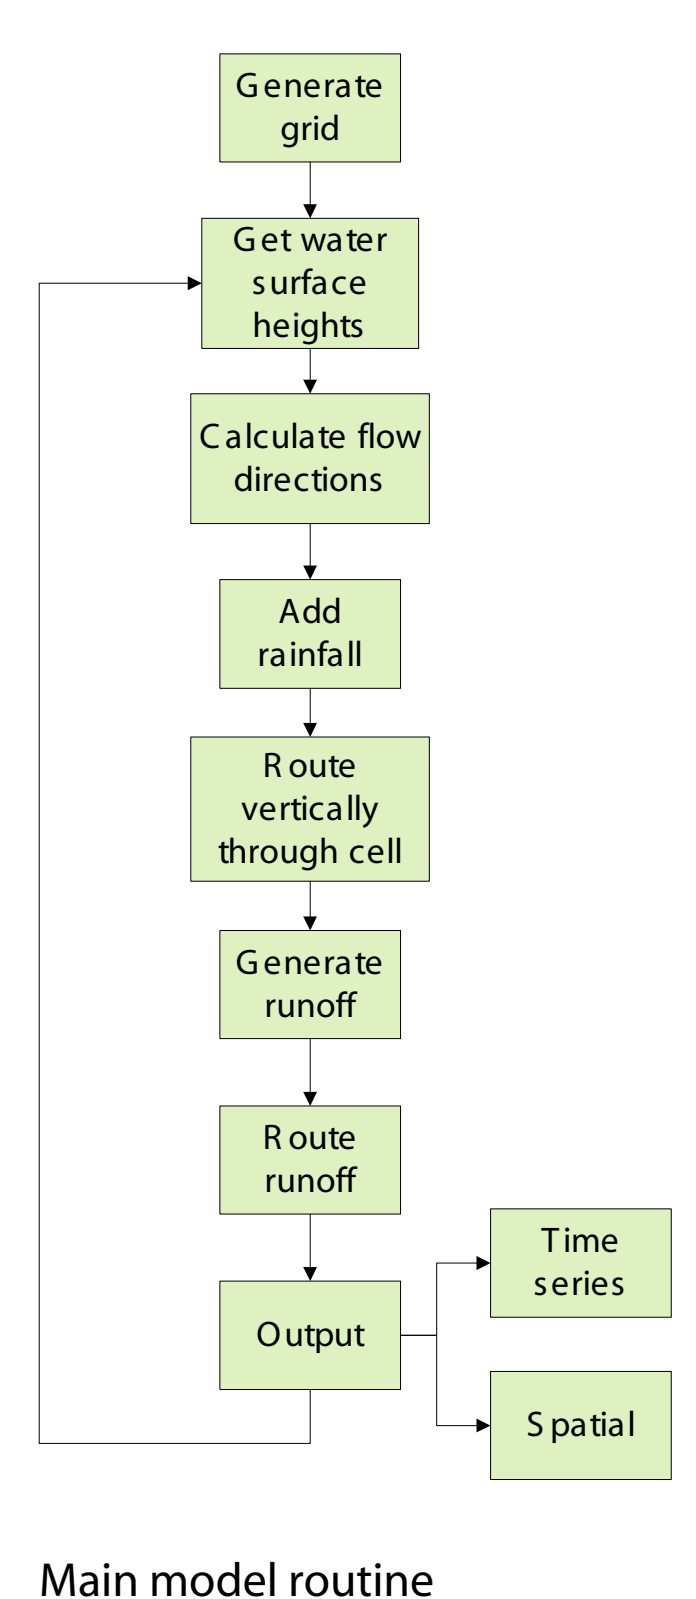 Generate
grid
Get water
surface
heights
Calculate flow
directions
Add
rainfall
Route
vertically
through cell
Generate
runoff
Route
runoff
Output
Time
series
Spatial
Main model routine